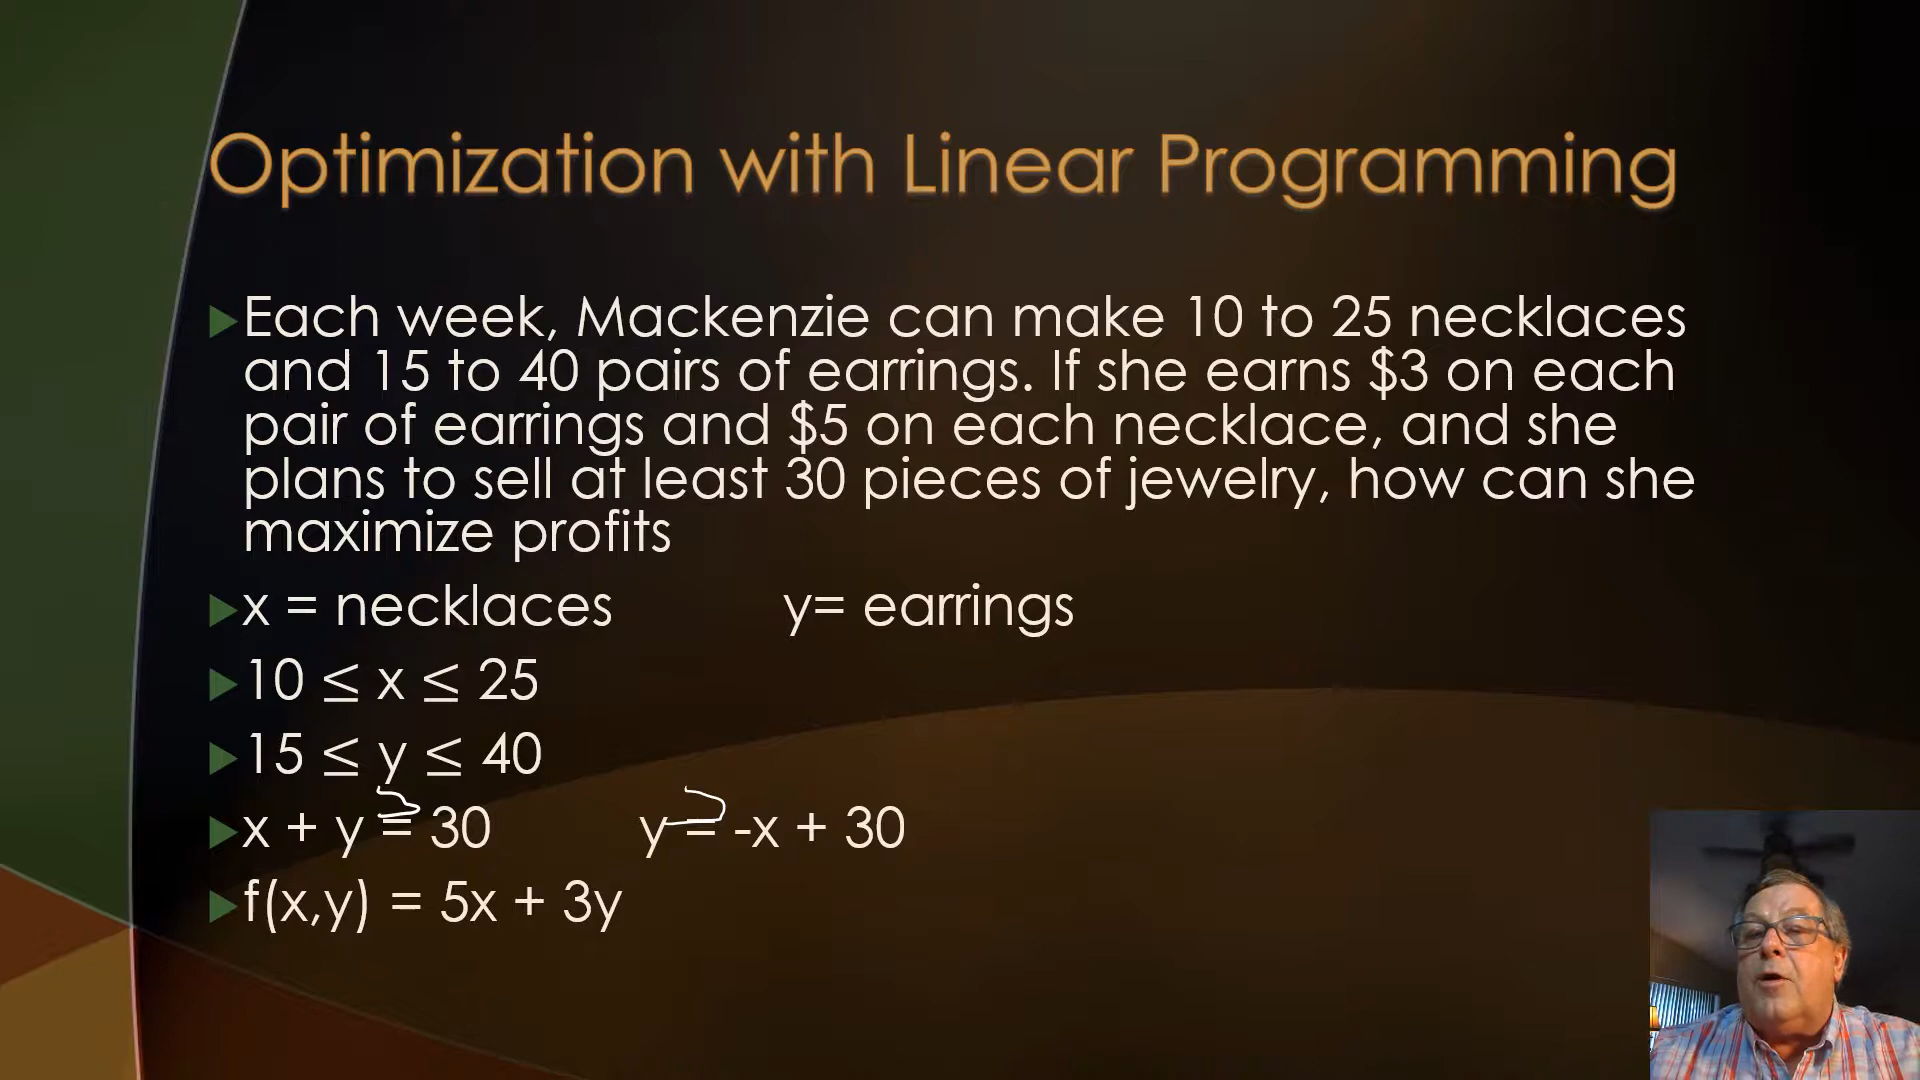 Optimization with Linear Programming
Each week, Mackenzie can make 10 to 25 necklaces
and 15 to 40 pairs of earrings. If she earns $3 on each
pair of earrings and $5 on each necklace, and she
plans to sell at least 30 pieces of jewelry, how can she
maximize profits
x = necklaces y= earrings
10 ≤ x ≤ 25
15 ≤ y ≤ 40
x + y ≥ 30 y ≥ -x + 30
f(x,y) = 5x + 3y